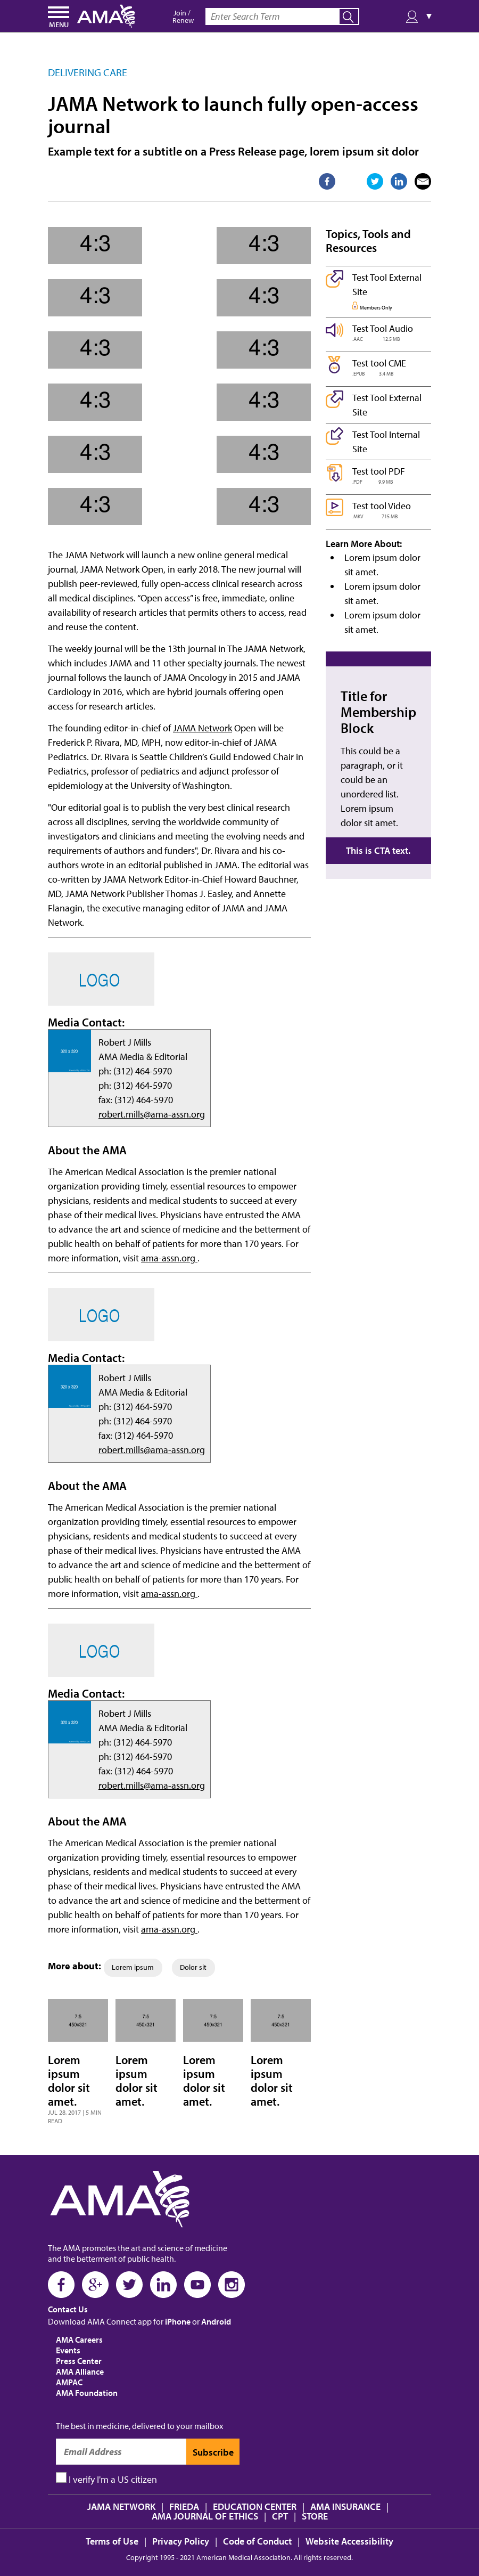 MENU
AMA
Join /
Renew
Enter Search Term
DELIVERING CARE
JAMA Network to launch fully open-access
journal
Example text for a subtitle on a Press Release page, lorem ipsum sit dolor
4:3 4:3
4:3 4:3
4:3 4:3
4:3 4:3
4:3 4:3
4:3 4:3
The JAMA Network will launch a new online general medical
journal, JAMA Network Open, in early 2018. The new journal will
publish peer-reviewed, fully open-access clinical research across
all medical disciplines. “Open access” is free, immediate, online
availability of research articles that permits others to access, read
and reuse the content.
The weekly journal will be the 13th journal in The JAMA Network,
which includes JAMA and 11 other specialty journals. The newest
journal follows the launch of JAMA Oncology in 2015 and JAMA
Cardiology in 2016, which are hybrid journals offering open
access for research articles.
The founding editor-in-chief of JAMA Network Open will be
Frederick P. Rivara, MD, MPH, now editor-in-chief of JAMA
Pediatrics. Dr. Rivara is Seattle Children’s Guild Endowed Chair in
Pediatrics, professor of pediatrics and adjunct professor of
epidemiology at the University of Washington.
"Our editorial goal is to publish the very best clinical research
across all disciplines, serving the worldwide community of
investigators and clinicians and meeting the evolving needs and
requirements of authors and funders", Dr. Rivara and his co-
authors wrote in an editorial published in JAMA. The editorial was
co-written by JAMA Network Editor-in-Chief Howard Bauchner,
MD, JAMA Network Publisher Thomas J. Easley, and Annette
Flanagin, the executive managing editor of JAMA and JAMA
Network.
Topics, Tools and
Resources
Test Tool External
Site
Members Only
Test Tool Audio
.AAC 12.5 MB
Test tool CME
.EPUB 3.4 MB
Test Tool External
Site
Test Tool Internal
Site
Test tool PDF
.PDF 9.9 MB
Test tool Video
.MKV 715 MB
Learn More About:
Lorem ipsum dolor
sit amet.
Lorem ipsum dolor
sit amet.
Lorem ipsum dolor
sit amet.
Title for
Membership
Block
This could be a
paragraph, or it
could be an
unordered list.
Lorem ipsum
dolor sit amet.
This is CTA text.
LOGO
Media Contact:
320 x 320
Robert J Mills
AMA Media & Editorial
ph: (312) 464-5970
ph: (312) 464-5970
fax: (312) 464-5970
robert.mills@ama-assn.org
About the AMA
The American Medical Association is the premier national
organization providing timely, essential resources to empower
physicians, residents and medical students to succeed at every
phase of their medical lives. Physicians have entrusted the AMA
to advance the art and science of medicine and the betterment of
public health on behalf of patients for more than 170 years. For
more information, visit ama-assn.org .
LOGO
Media Contact:
320 x 320
Robert J Mills
AMA Media & Editorial
ph: (312) 464-5970
ph: (312) 464-5970
fax: (312) 464-5970
robert.mills@ama-assn.org
About the AMA
The American Medical Association is the premier national
organization providing timely, essential resources to empower
physicians, residents and medical students to succeed at every
phase of their medical lives. Physicians have entrusted the AMA
to advance the art and science of medicine and the betterment of
public health on behalf of patients for more than 170 years. For
more information, visit ama-assn.org .
LOGO
Media Contact:
320 x 320
Robert J Mills
AMA Media & Editorial
ph: (312) 464-5970
ph: (312) 464-5970
fax: (312) 464-5970
robert.mills@ama-assn.org
About the AMA
The American Medical Association is the premier national
organization providing timely, essential resources to empower
physicians, residents and medical students to succeed at every
phase of their medical lives. Physicians have entrusted the AMA
to advance the art and science of medicine and the betterment of
public health on behalf of patients for more than 170 years. For
more information, visit ama-assn.org .
More about: Lorem ipsum Dolor sit
7:5
450x321
Lorem
ipsum
dolor sit
amet.
JUL 28, 2017 | 5 MIN
READ
7:5
450x321
Lorem
ipsum
dolor sit
amet.
7:5
450x321
Lorem
ipsum
dolor sit
amet.
7:5
450x321
Lorem
ipsum
dolor sit
amet.
AMA
The AMA promotes the art and science of medicine
and the betterment of public health.
Contact Us
Download AMA Connect app for iPhone or Android
AMA Careers
Events
Press Center
AMA Alliance
AMPAC
AMA Foundation
The best in medicine, delivered to your mailbox
Email Address Subscribe
I verify I'm a US citizen
JAMA NETWORK | FRIEDA | EDUCATION CENTER | AMA INSURANCE |
AMA JOURNAL OF ETHICS | CPT | STORE
Terms of Use | Privacy Policy | Code of Conduct | Website Accessibility
Copyright 1995 - 2021 American Medical Association. All rights reserved.